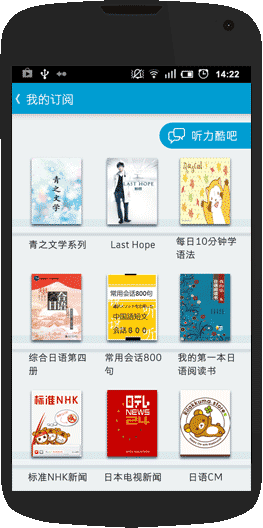 14:22
我的订阅
听力酷吧
青之文学
LAST HOPE
青之文学系列
Last Hope
每日10分钟学
语法
常用会话800句
中国語短文
会話800
综合日语第四
册
常用会话800
句
我的第一本日
语阅读书
标准NHK
日テレ
NEWS
24
Rilakkuma store
标准NHK新闻
日本电视新闻
日语CM